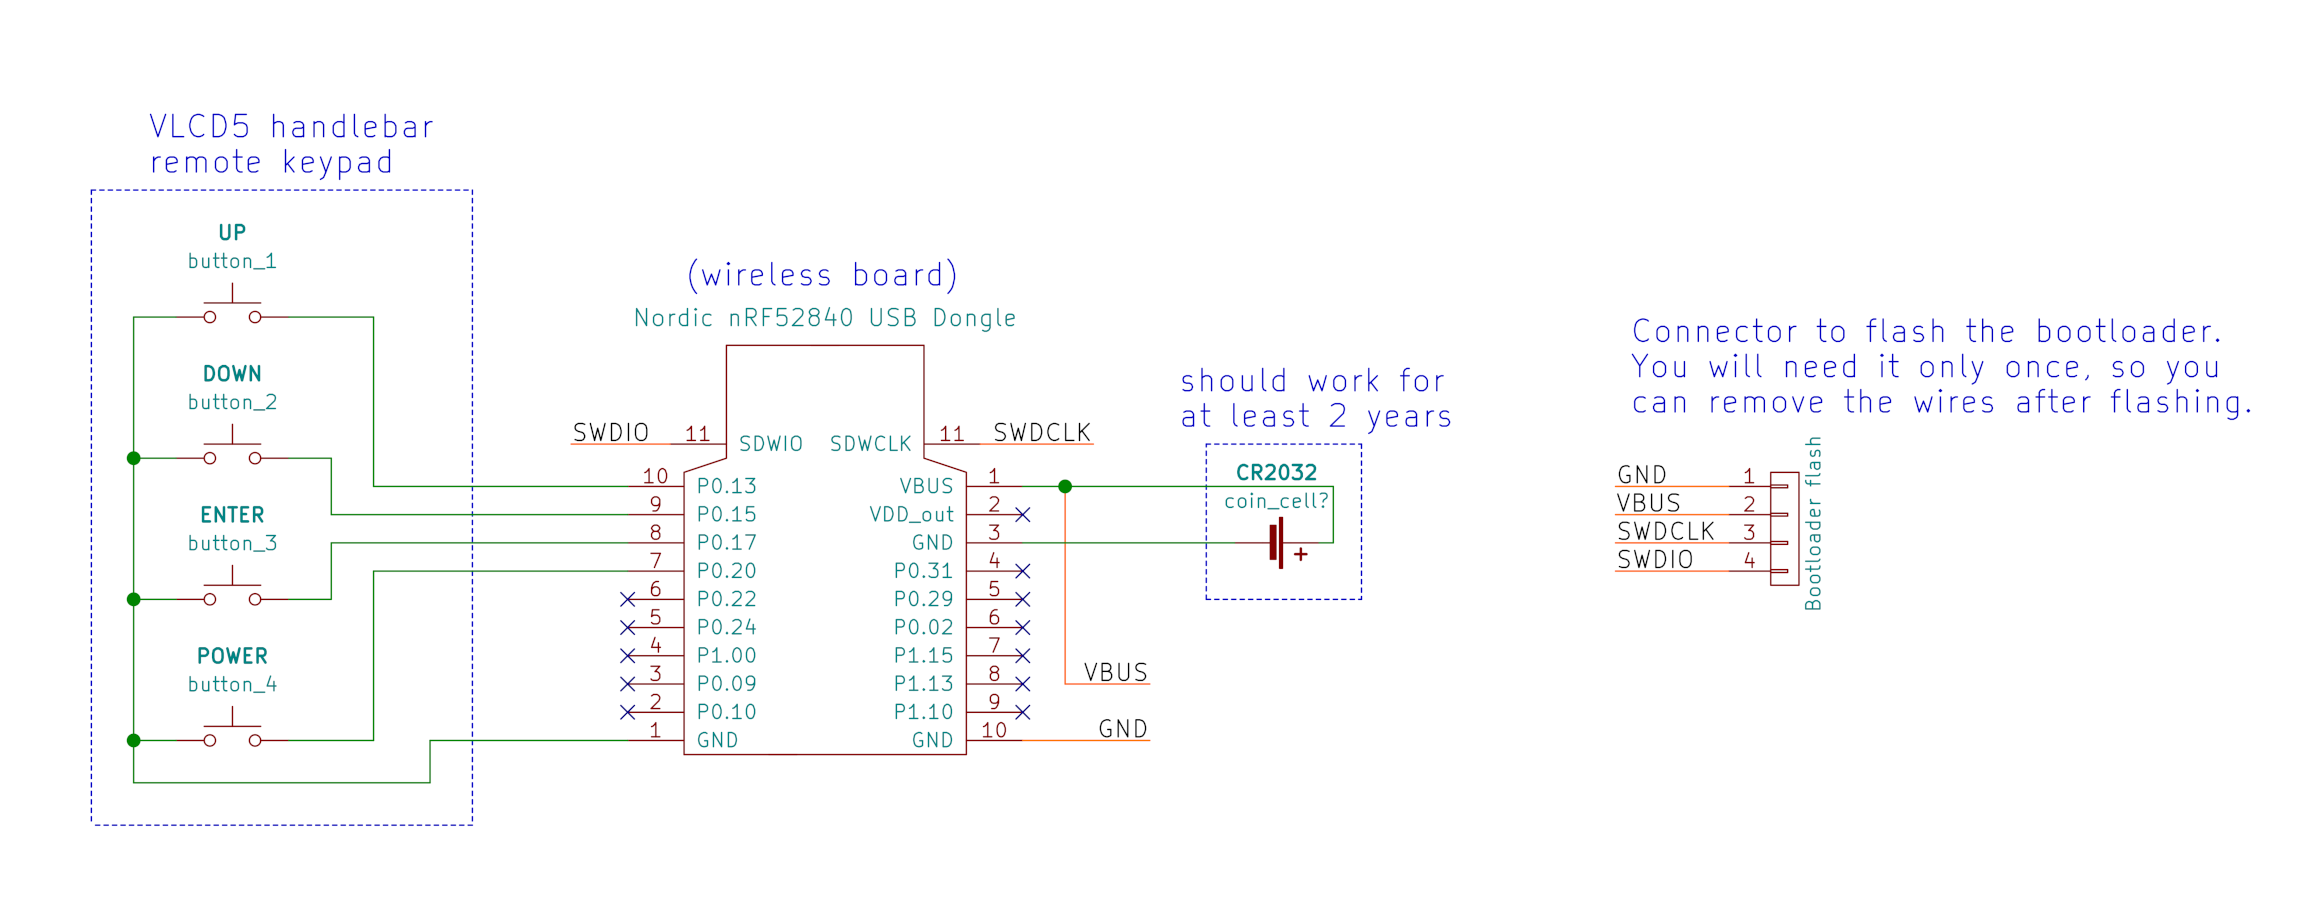 VLCD5 handlebar
remote keypad
UP
button_1
DOWN
button_2
ENTER
button_3
POWER
button_4
(wireless board)
Nordic nRF52840 USB Dongle
SWDIO 11 SDWIO SDWCLK 11 SWDCLK
10 P0.13 VBUS 1
9 P0.15 VDD_out 2
8 P0.17 GND 3
7 P0.20 P0.31 4
6 P0.22 P0.29 5
5 P0.24 P0.02 6
4 P1.00 P1.15 7
3 P0.09 P1.13 8
2 P0.10 P1.10 9
1 GND GND 10
VBUS
GND
should work for
at least 2 years
CR2032
coin_cell?
+
Connector to flash the bootloader.
You will need it only once, so you
can remove the wires after flashing.
GND 1
VBUS 2
SWDCLK 3
SWDIO 4
Bootloader flash